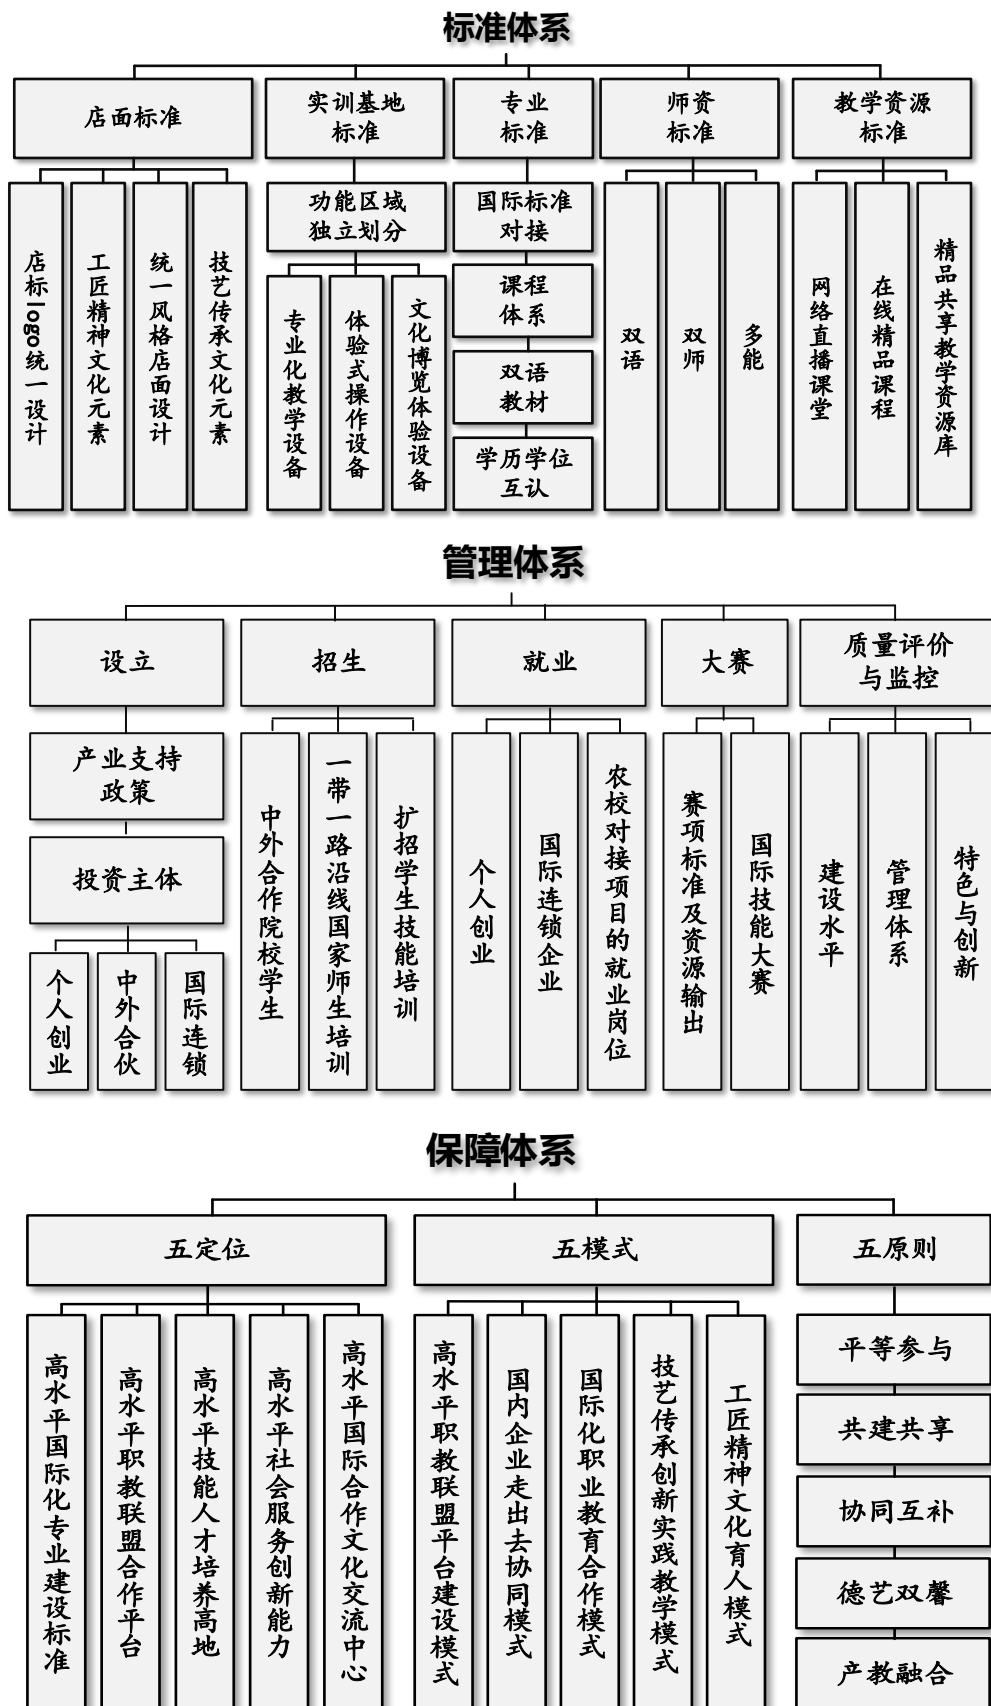 标准体系
店面标准
实训基地
标准
专业
标准
师资
标准
教学资源
标准
店标logo统一设计
工匠精神文化元素
统一风格店面设计
技艺传承文化元素
功能区域
独立划分
专业化教学设备
体验式操作设备
文化博览体验设备
国际标准
对接
课程
体系
双语
教材
学历学位
互认
双语
双师
多能
网络直播课堂
在线精品课程
精品共享教学资源库
管理体系
设立
招生
就业
大赛
质量评价
与监控
产业支持
政策
投资主体
个人创业
中外合伙
国际连锁
中外合作院校学生
一带一路沿线国家师生培训
扩招学生技能培训
个人创业
国际连锁企业
农校对接项目的就业岗位
赛项标准及资源输出
国际技能大赛
建设水平
管理体系
特色与创新
保障体系
五定位
五模式
五原则
高水平国际化专业建设标准
高水平职教联盟合作平台
高水平技能人才培养高地
高水平社会服务创新能力
高水平国际合作文化交流中心
高水平职教联盟平台建设模式
国内企业走出去协同模式
国际化职业教育合作模式
技艺传承创新实践教学模式
工匠精神文化育人模式
平等参与
共建共享
协同互补
德艺双馨
产教融合